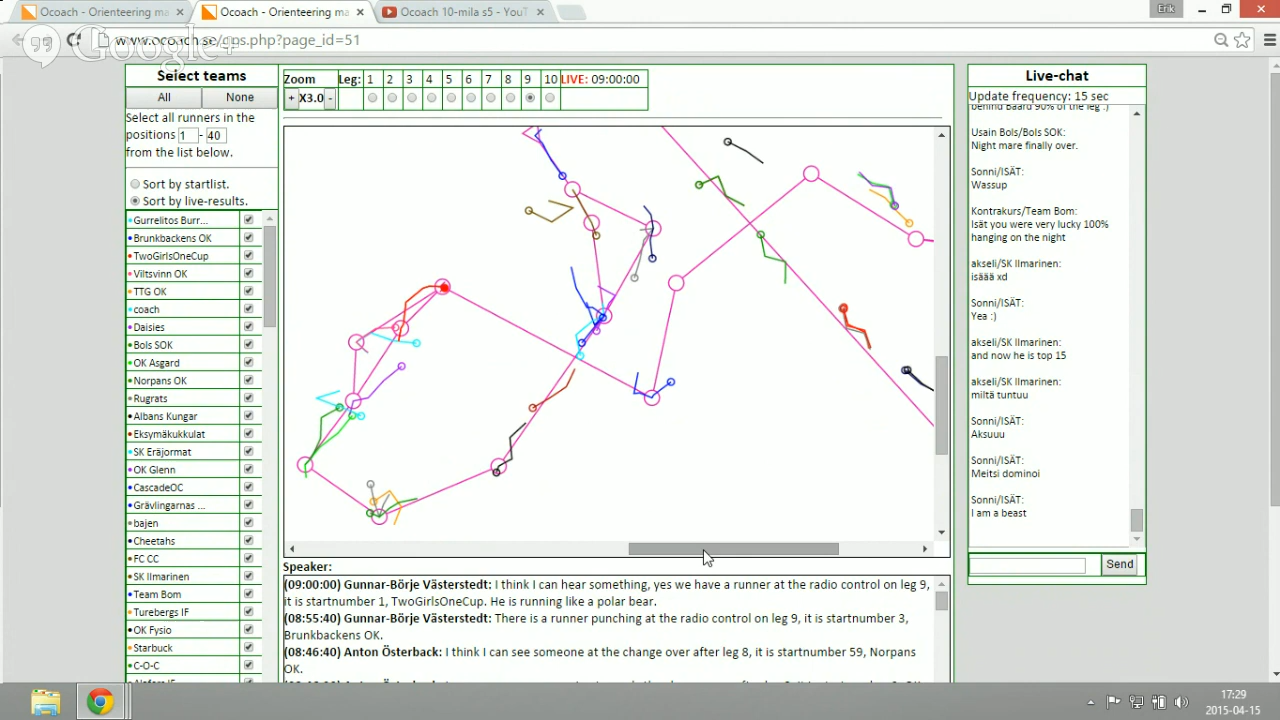 Ocoach - Orienteering ma
Ocoach - Orienteering ma
Ocoach 10-mila s5 - YouT
Erik
Google+
/gps.php?page_id=51
Select teams
All
None
Select all runners in the
positions 1 - 40
from the list below.
Sort by startlist.
Sort by live-results.
Gurrelitos Burr...
Brunkbackens OK
TwoGirlsOneCup
Viltsvinn OK
TTG OK
coach
Daisies
Bols SOK
OK Asgard
Norpans OK
Rugrats
Albans Kungar
Eksymäkukkulat
SK Eräjormat
OK Glenn
CascadeOC
Grävlingarnas ...
bajen
Cheetahs
FC CC
SK Ilmarinen
Team Bom
Turebergs IF
OK Fysio
Starbuck
C-O-C
Zoom Leg: 1 2 3 4 5 6 7 8 9 10 LIVE: 09:00:00
+ X3.0 -
Speaker:
(09:00:00) Gunnar-Börje Västerstedt: I think I can hear something, yes we have a runner at the radio control on leg 9,
it is startnumber 1, TwoGirlsOneCup. He is running like a polar bear.
(08:55:40) Gunnar-Börje Västerstedt: There is a runner punching at the radio control on leg 9, it is startnumber 3,
Brunkbackens OK.
(08:46:40) Anton Österback: I think I can see someone at the change over after leg 8, it is startnumber 59, Norpans
OK.
Live-chat
Update frequency: 15 sec
behind Baard 90% of the leg :)
Usain Bols/Bols SOK:
Night mare finally over.
Sonni/ISÄT:
Wassup
Kontrakurs/Team Bom:
Isät you were very lucky 100%
hanging on the night
akseli/SK Ilmarinen:
isäää xd
Sonni/ISÄT:
Yea :)
akseli/SK Ilmarinen:
and now he is top 15
akseli/SK Ilmarinen:
miltä tuntuu
Sonni/ISÄT:
Aksuuu
Sonni/ISÄT:
Meitsi dominoi
Sonni/ISÄT:
I am a beast
Send
17:29
2015-04-15